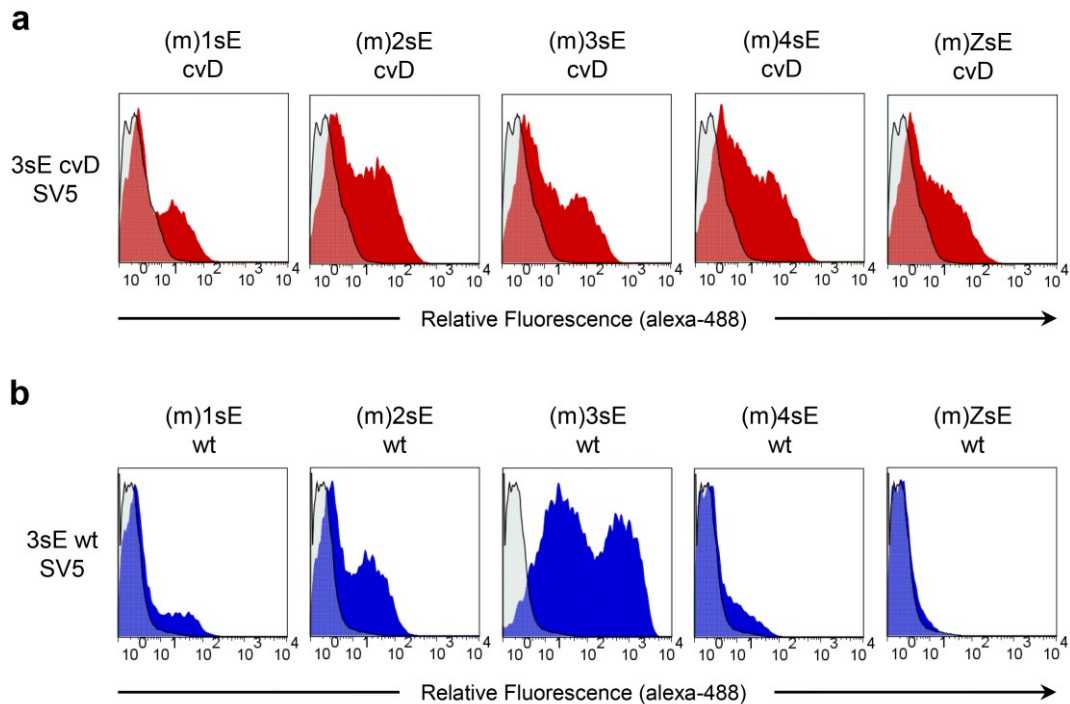 a
(m)1sE (m)2sE (m)3sE (m)4sE (m)ZsE
cvD cvD cvD cvD cvD
3sE cvD
SV5
10 0 10 1 10 2 10 3 10 4 10 0 10 1 10 2 10 3 10 4 10 0 10 1 10 2 10 3 10 4 10 0 10 1 10 2 10 3 10 4 10 0 10 1 10 2 10 3 10 4
Relative Fluorescence (alexa-488)
b
(m)1sE (m)2sE (m)3sE (m)4sE (m)ZsE
wt wt wt wt wt
3sE wt
SV5
10 0 10 1 10 2 10 3 10 4 10 0 10 1 10 2 10 3 10 4 10 0 10 1 10 2 10 3 10 4 10 0 10 1 10 2 10 3 10 4 10 0 10 1 10 2 10 3 10 4
Relative Fluorescence (alexa-488)